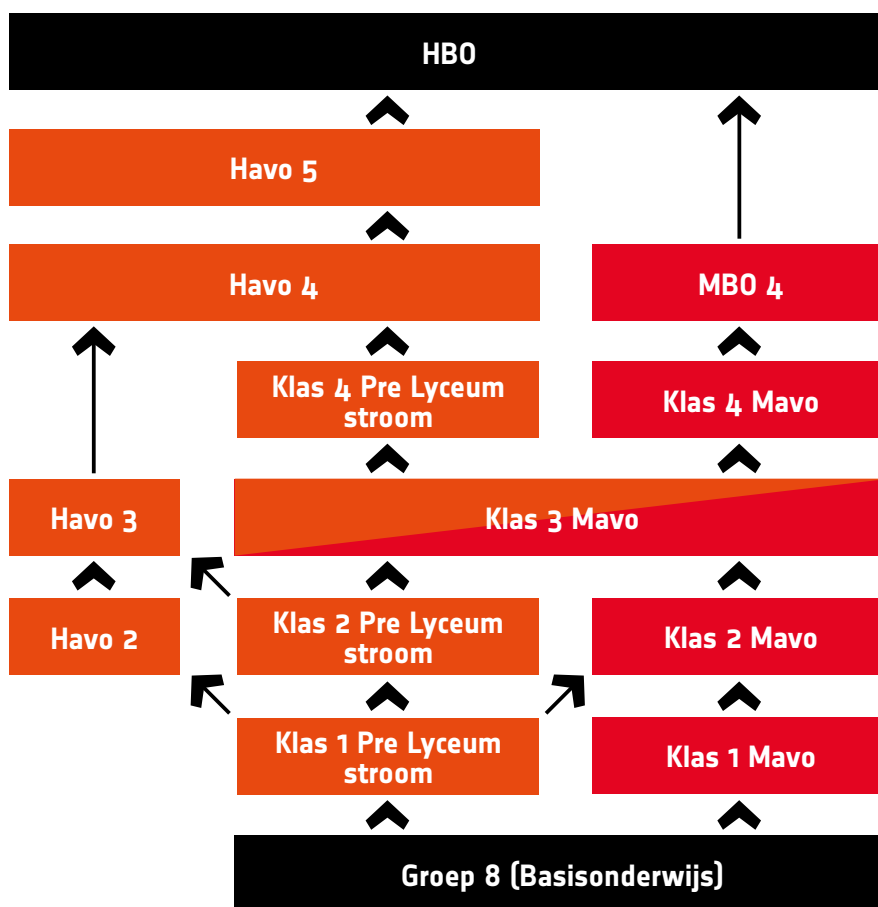 HBO
Havo 5
Havo 4
MBO 4
Klas 4 Pre Lyceum
stroom
Klas 4 Mavo
Havo 3
Klas 3 Mavo
Havo 2
Klas 2 Pre Lyceum
stroom
Klas 2 Mavo
Klas 1 Pre Lyceum
stroom
Klas 1 Mavo
Groep 8 (Basisonderwijs)